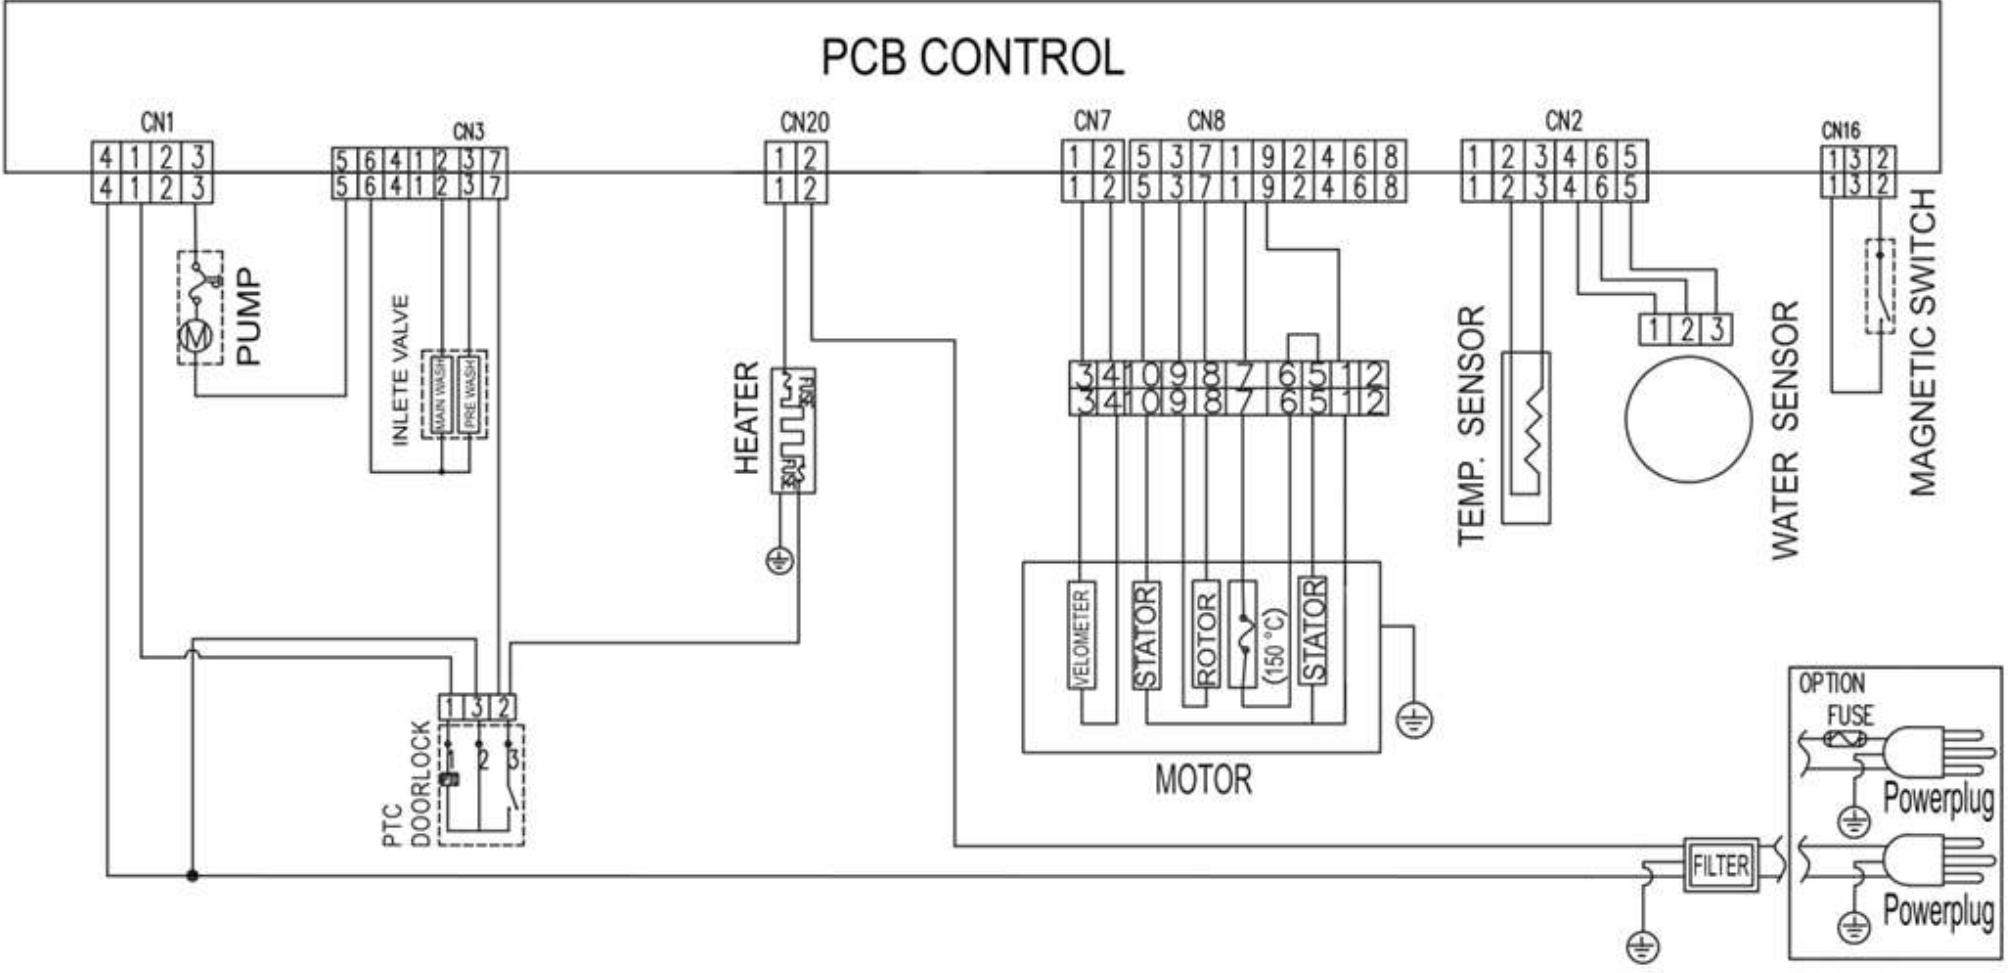 PCB CONTROL
CN1
CN3
CN20
CN7
CN8
CN2
CN16
4 1 2 3
4 1 2 3
5 6 4 1 2 3 7
5 6 4 1 2 3 7
1 2
1 2
1 2
1 2
5 3 7 1 9 2 4 6 8
5 3 7 1 9 2 4 6 8
1 2 3 4 6 5
1 2 3 4 6 5
1 3 2
1 3 2
M
PUMP
INLETE VALVE
MAIN WASH
PRE WASH
HEATER
FUSE
FUSE
3 4 10 9 8 7 6 5 1 2
3 4 10 9 8 7 6 5 1 2
VELOMETER
STATOR
ROTOR
(150 °C)
STATOR
MOTOR
TEMP. SENSOR
1 2 3
WATER SENSOR
MAGNETIC SWITCH
1 3 2
1 2 3
PTC
DOORLOCK
FILTER
OPTION
FUSE
Powerplug
Powerplug